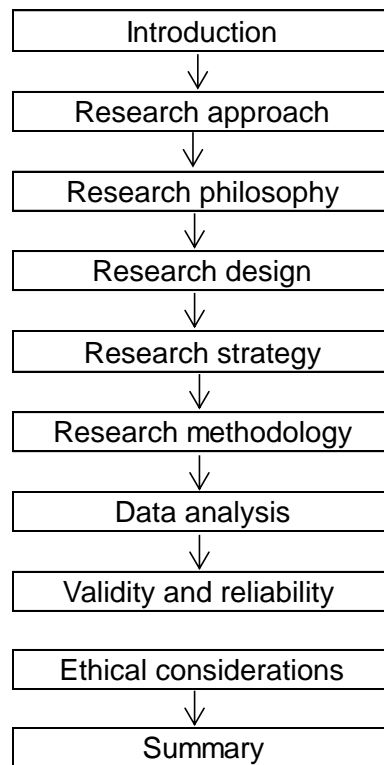 Introduction
Research approach
Research philosophy
Research design
Research strategy
Research methodology
Data analysis
Validity and reliability
Ethical considerations
Summary